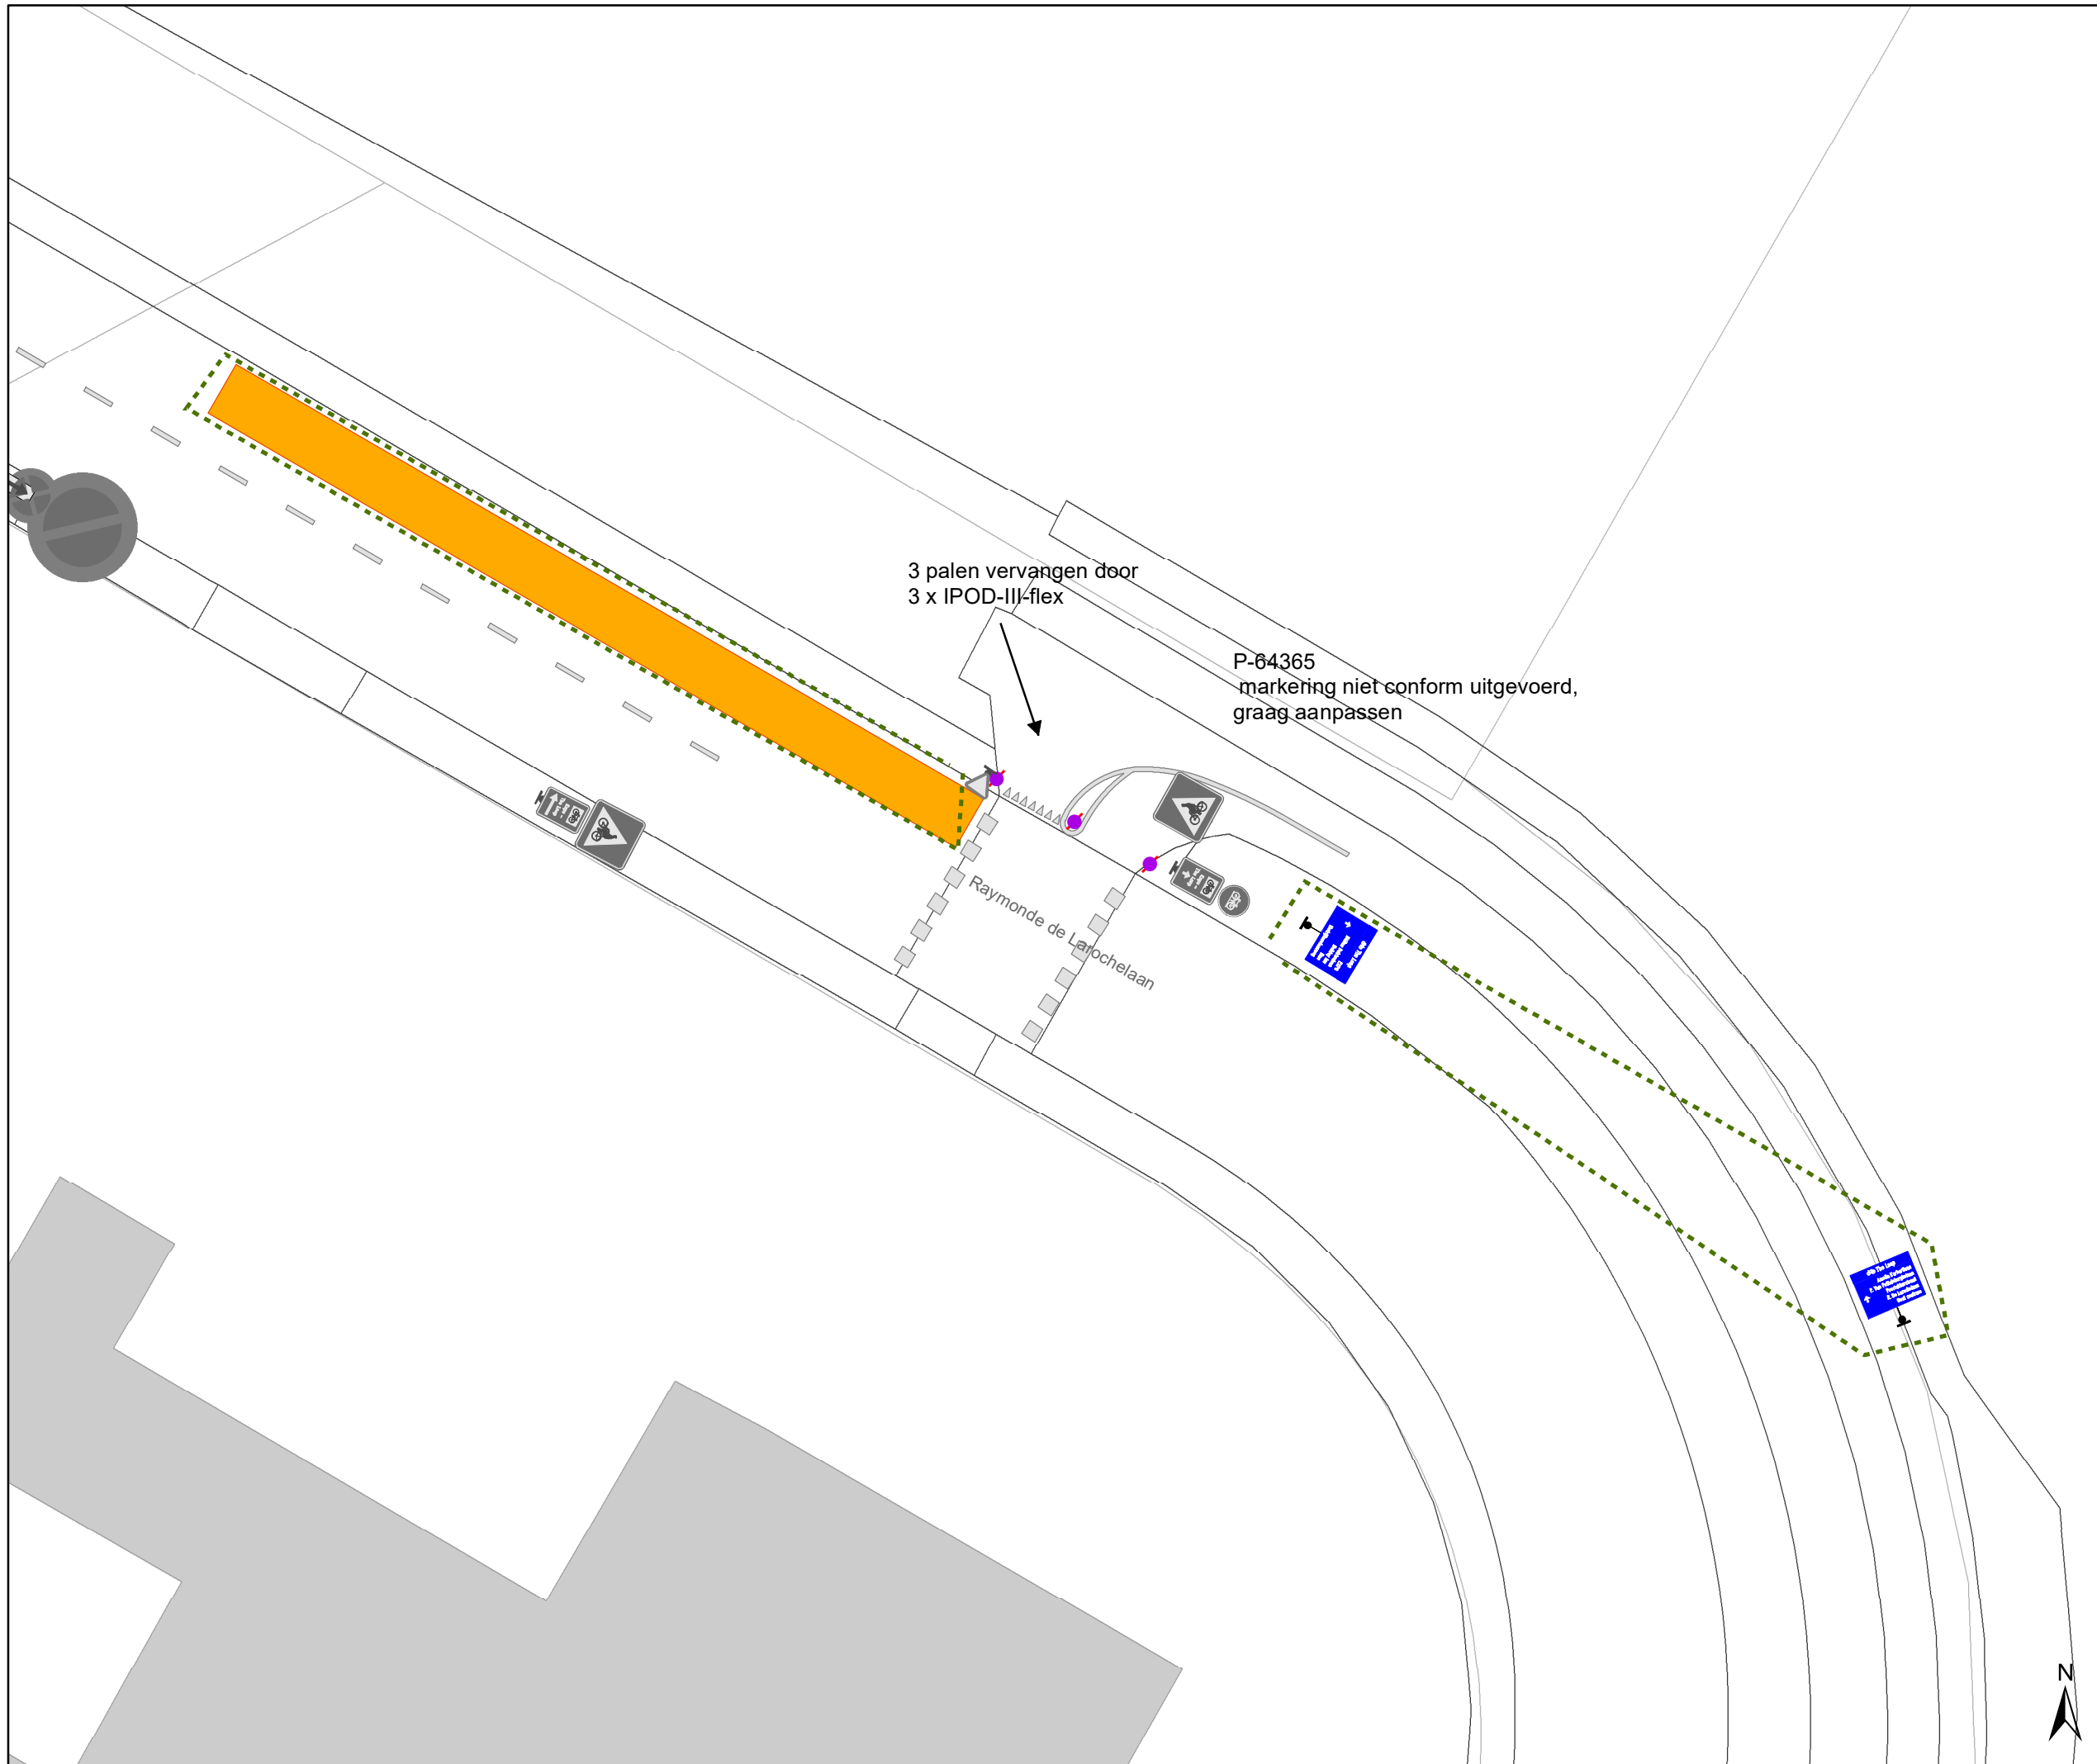 3 palen vervangen door
3 x IPOD-III-flex
P-64365
markering niet conform uitgevoerd,
graag aanpassen
Raymonde de Larochelaan
N